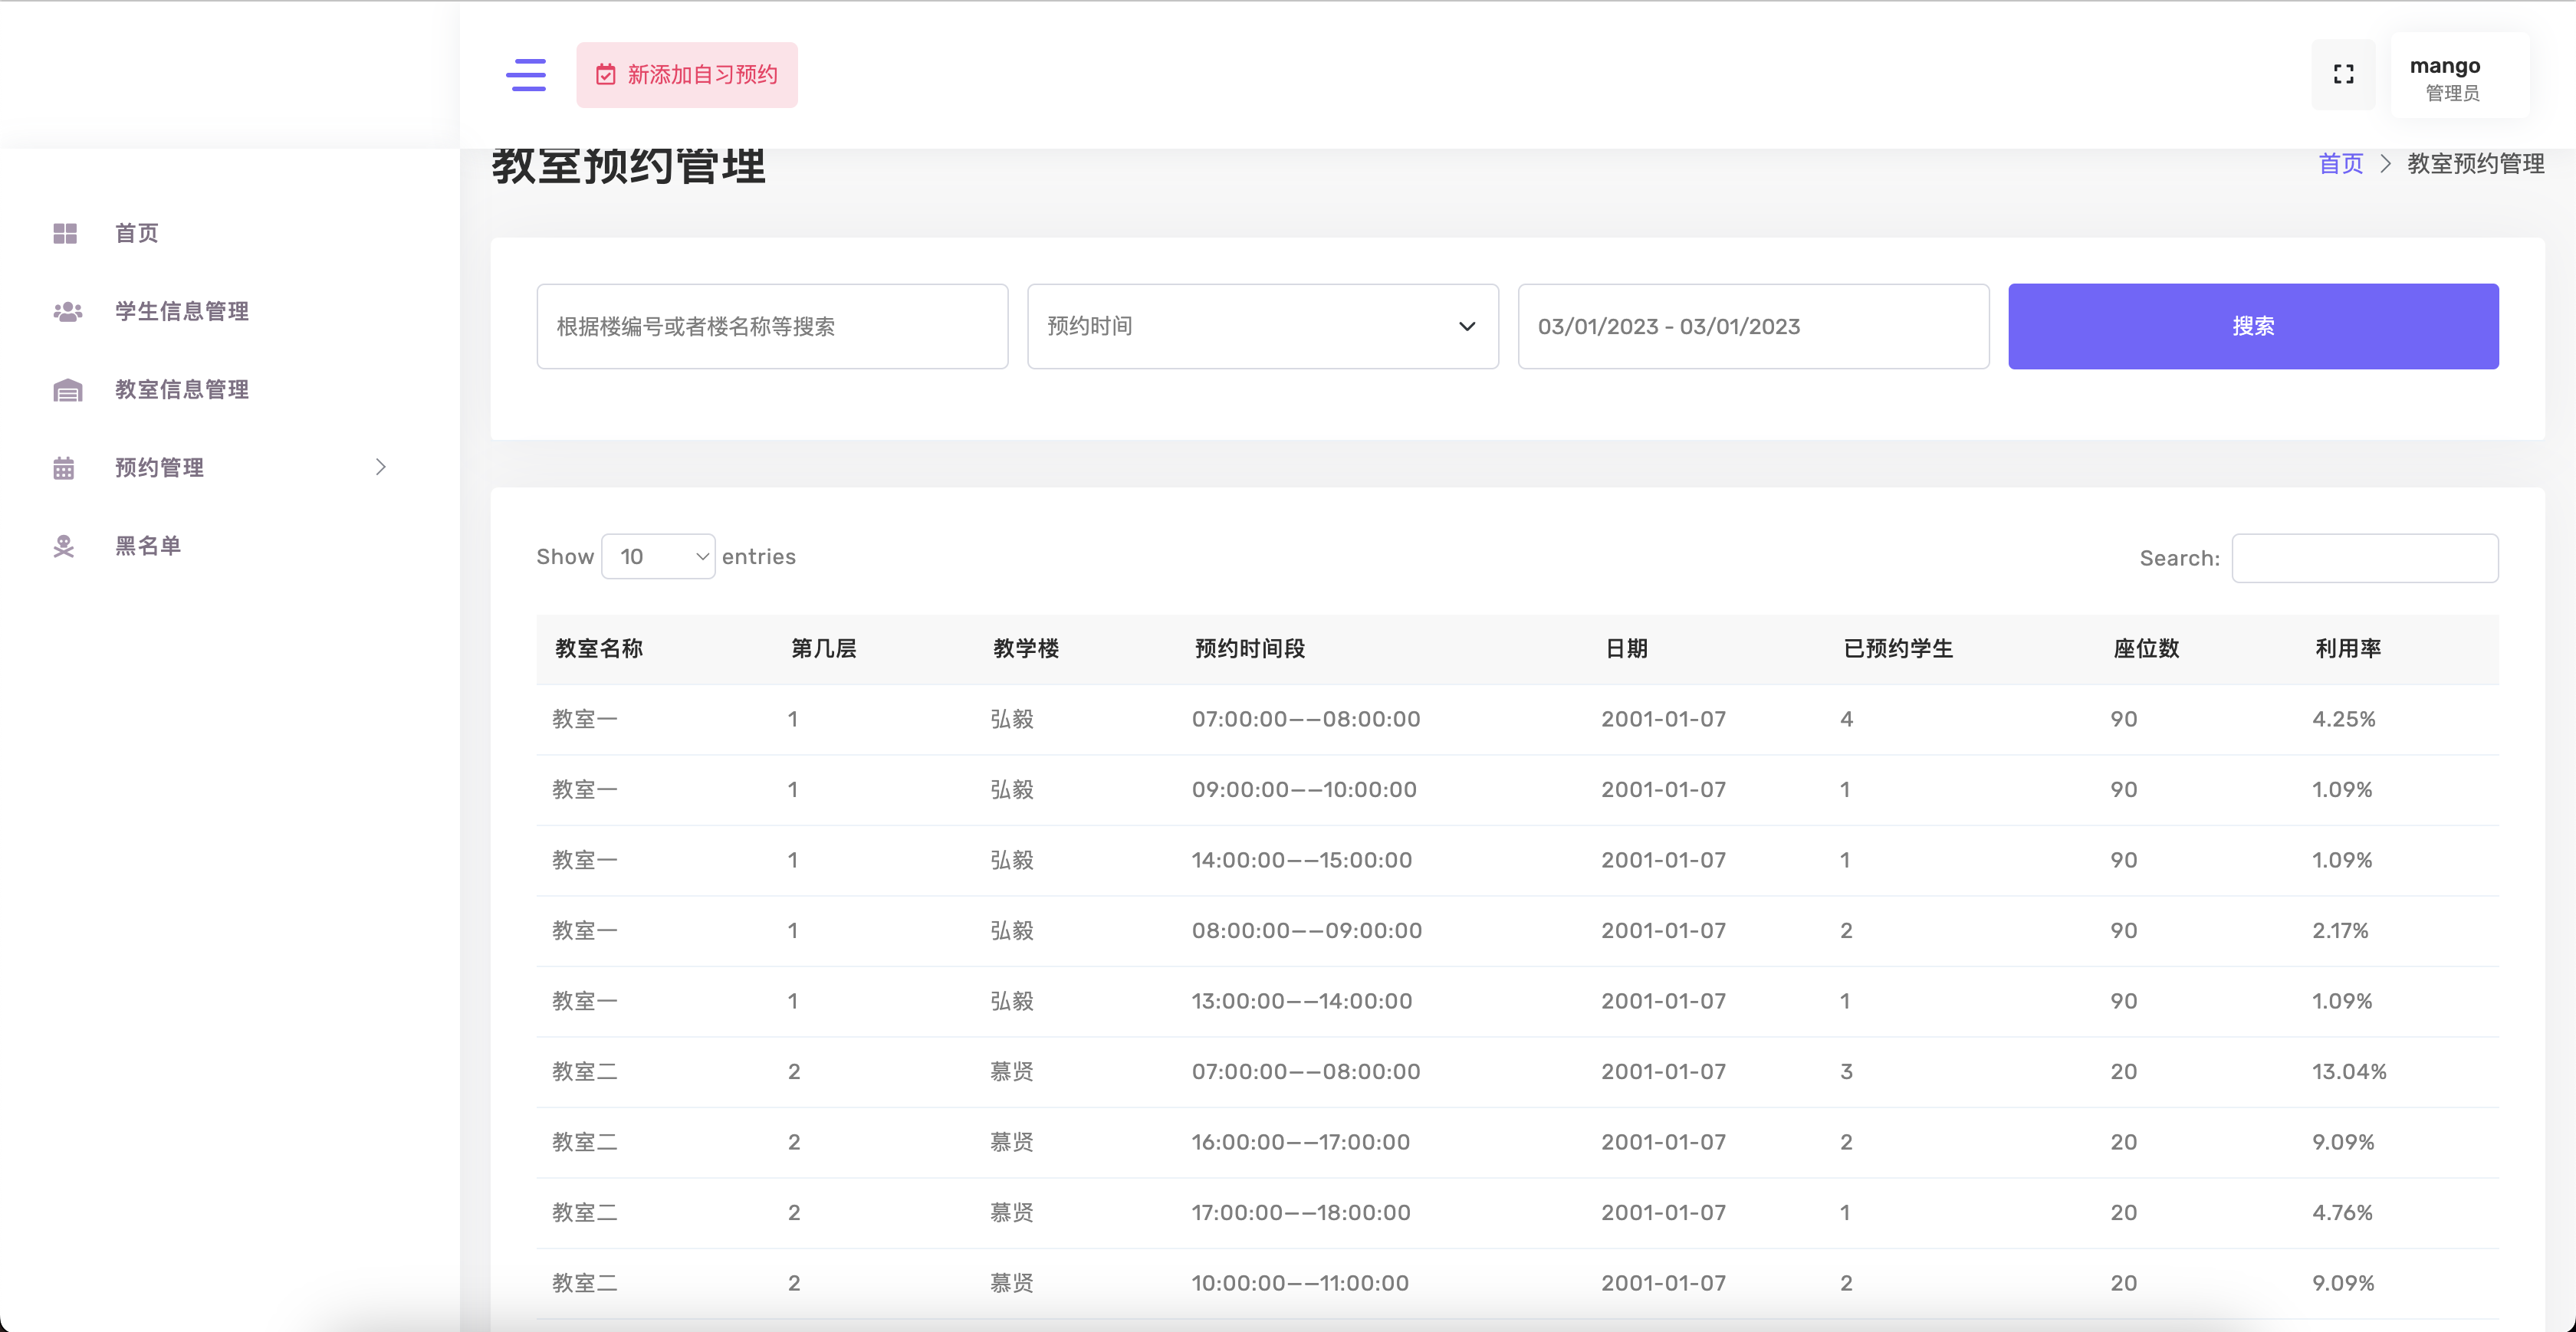 新添加自习预约
mango
管理员
教室预约管理
首页 > 教室预约管理
首页
学生信息管理
教室信息管理
预约管理
黑名单
根据楼编号或者楼名称等搜索 预约时间 03/01/2023 - 03/01/2023 搜索
Show 10 entries Search:
教室名称 第几层 教学楼 预约时间段 日期 已预约学生 座位数 利用率
教室一 1 弘毅 07:00:00——08:00:00 2001-01-07 4 90 4.25%
教室一 1 弘毅 09:00:00——10:00:00 2001-01-07 1 90 1.09%
教室一 1 弘毅 14:00:00——15:00:00 2001-01-07 1 90 1.09%
教室一 1 弘毅 08:00:00——09:00:00 2001-01-07 2 90 2.17%
教室一 1 弘毅 13:00:00——14:00:00 2001-01-07 1 90 1.09%
教室二 2 慕贤 07:00:00——08:00:00 2001-01-07 3 20 13.04%
教室二 2 慕贤 16:00:00——17:00:00 2001-01-07 2 20 9.09%
教室二 2 慕贤 17:00:00——18:00:00 2001-01-07 1 20 4.76%
教室二 2 慕贤 10:00:00——11:00:00 2001-01-07 2 20 9.09%